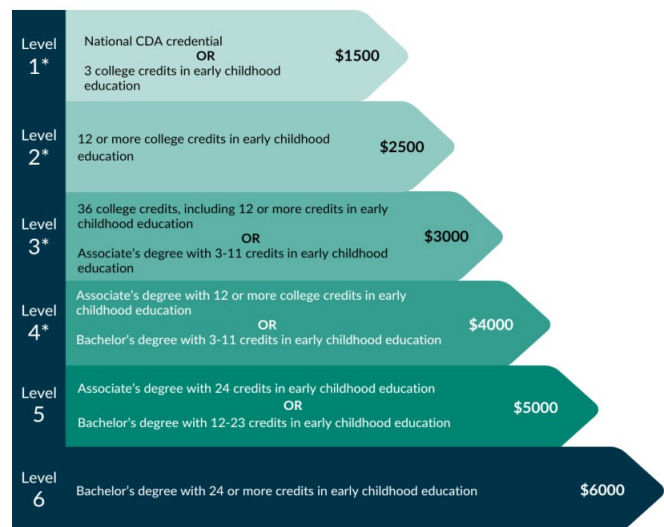 Level
1*
National CDA credential
OR
3 college credits in early childhood
education
$1500
Level
2*
12 or more college credits in early childhood
education
$2500
Level
3*
36 college credits, including 12 or more credits in early
childhood education
OR
Associate's degree with 3-11 credits in early childhood
education
$3000
Level
4*
Associate's degree with 12 or more college credits in early
childhood education
OR
Bachelor's degree with 3-11 credits in early childhood education
$4000
Level
5
Associate's degree with 24 credits in early childhood education
OR
Bachelor's degree with 12-23 credits in early childhood education
$5000
Level
6
Bachelor's degree with 24 or more credits in early childhood education
$6000